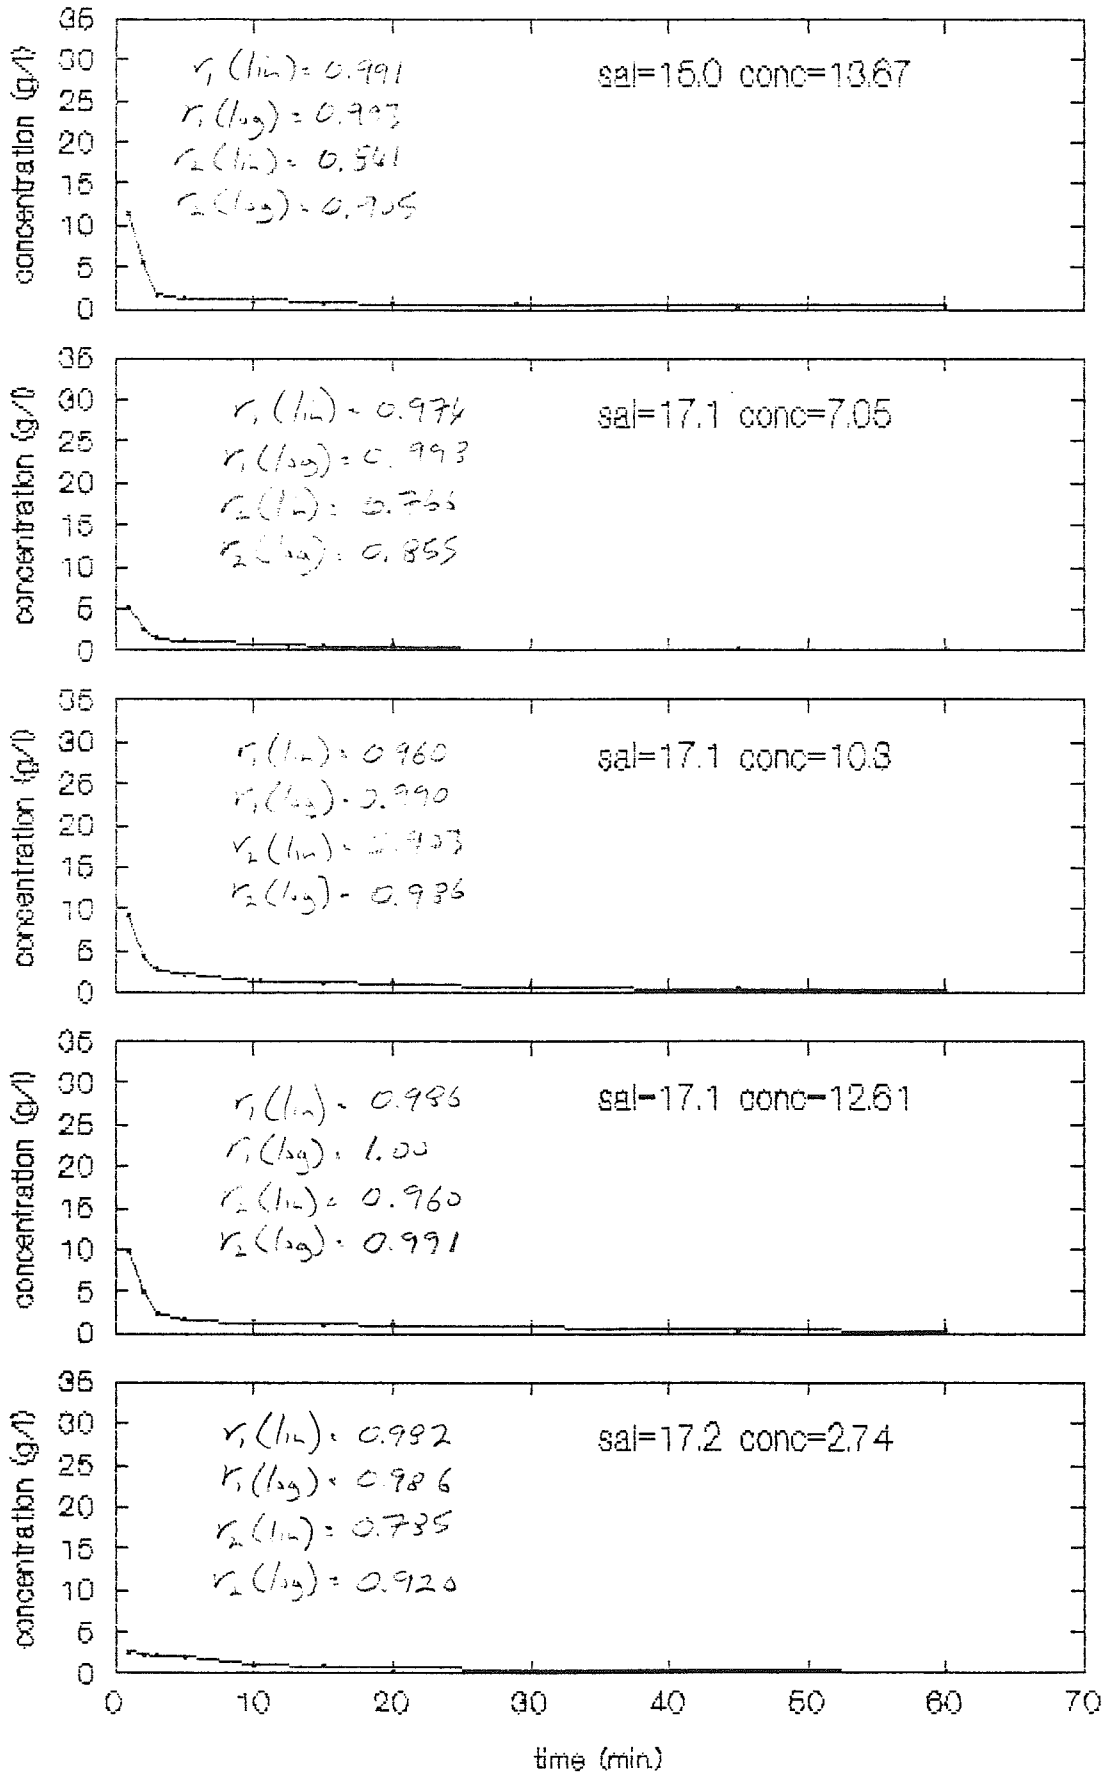 35
30
25
20
15
10
5
0
concentration (g/l)
r₁ (lin) = 0.991
r₁ (log) = 0.993
r₂ (lin) =
r₂ (log) = 0.905
sal=15.0 conc=13.67
35
30
25
20
15
10
5
0
concentration (g/l)
r₁ (lin) = 0.974
r₁ (log) = 0.993
r₂ (lin) = 0.766
r₂ (log) = 0.855
sal=17.1 conc=7.05
35
30
25
20
15
10
5
0
concentration (g/l)
r₁ (lin) = 0.960
r₁ (log) = 0.990
r₂ (lin) = 0.903
r₂ (log) =
sal=17.1 conc=10.3
35
30
25
20
15
10
5
0
concentration (g/l)
r₁ (lin) = 0.986
r₁ (log) = 1.00
r₂ (lin) = 0.960
r₂ (log) = 0.991
sal=17.1 conc=12.61
35
30
25
20
15
10
5
0
concentration (g/l)
r₁ (lin) = 0.982
r₁ (log) = 0.986
r₂ (lin) = 0.735
r₂ (log) = 0.920
sal=17.2 conc=2.74
0 10 20 30 40 50 60 70
time (min.)